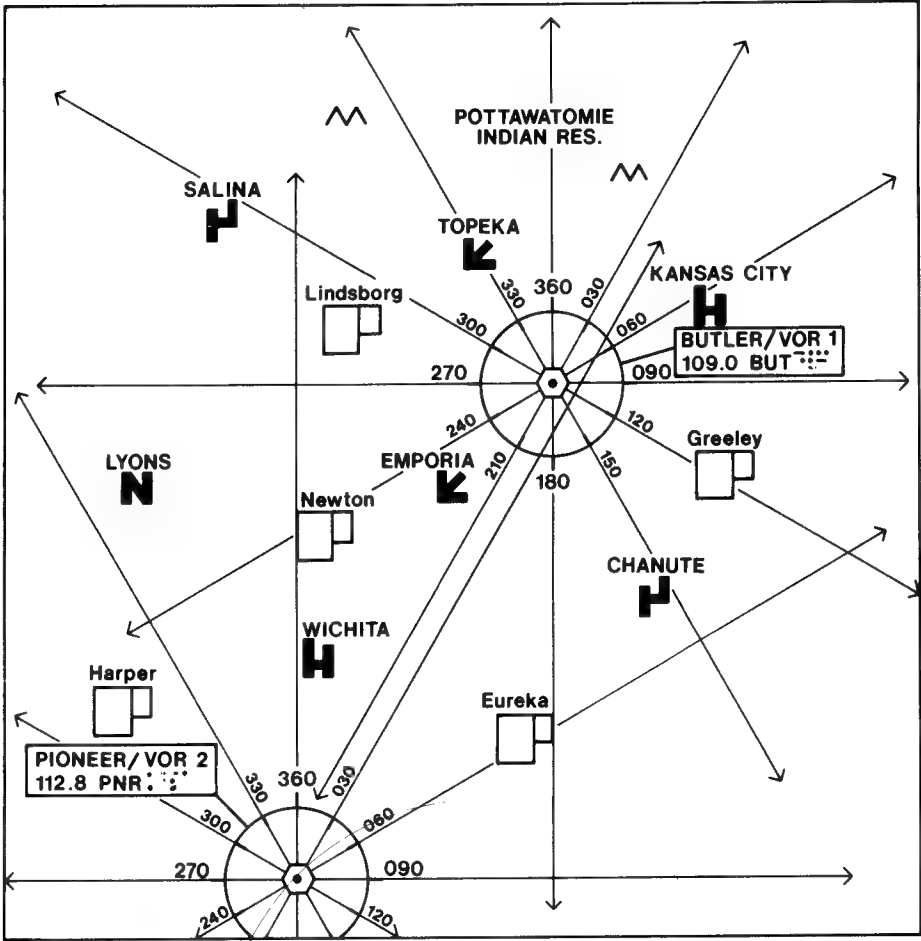 POTTAWATOMIE
INDIAN RES.
SALINA
TOPEKA
KANSAS CITY
Lindsborg
330
360
030
300
060
BUTLER/VOR 1
109.0 BUT
270
090
240
120
LYONS
EMPORIA
210
150
Greeley
180
Newton
CHANUTE
WICHITA
Harper
Eureka
PIONEER/VOR 2
112.8 PNR
330
360
030
300
060
270
090
240
120